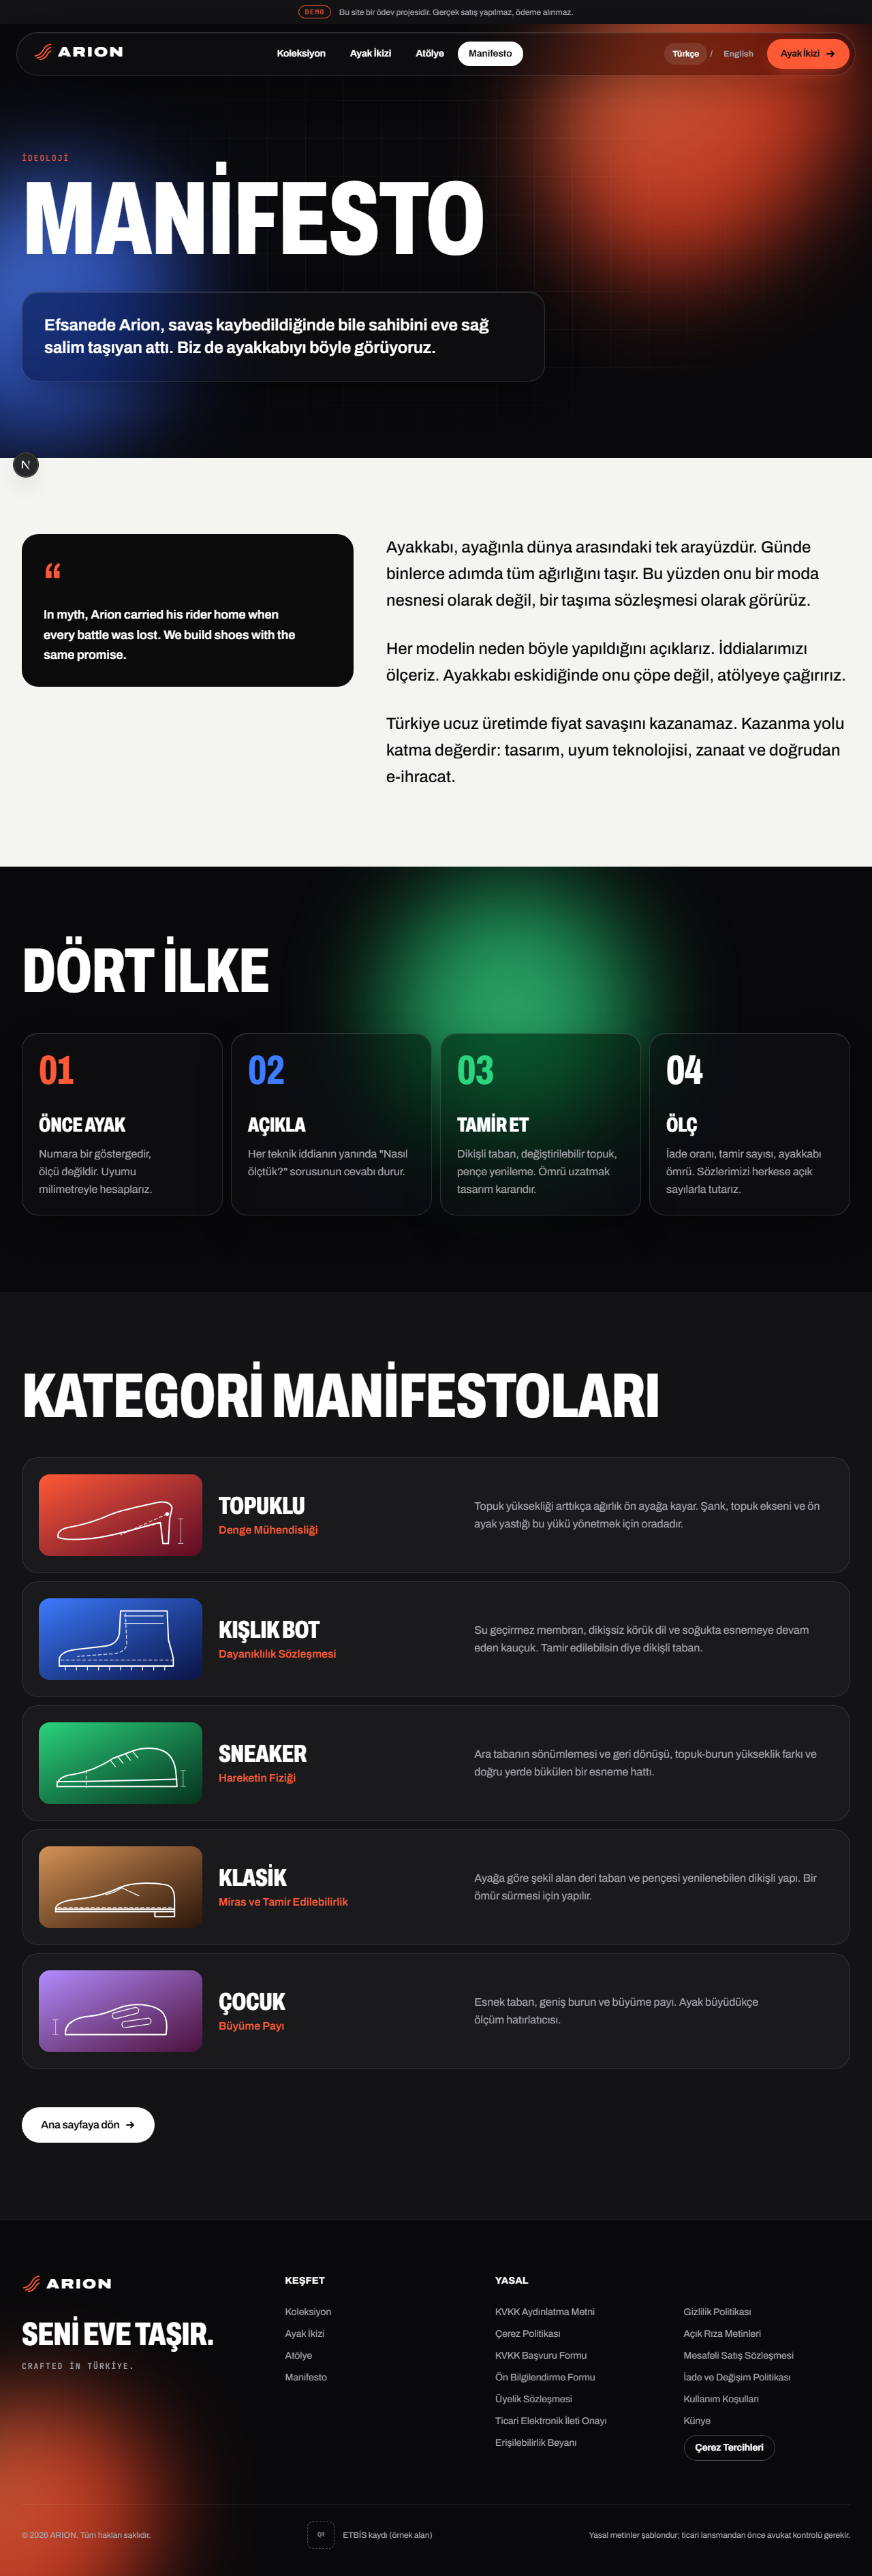 DEMO Bu site bir ödev projesidir. Gerçek satış yapılmaz, ödeme alınmaz.
ARION Koleksiyon Ayak İkizi Atölye Manifesto Türkçe / English Ayak İkizi →
İDEOLOJİ
MANİFESTO
Efsanede Arion, savaş kaybedildiğinde bile sahibini eve sağ
salim taşıyan attı. Biz de ayakkabıyı böyle görüyoruz.
N
“
In myth, Arion carried his rider home when
every battle was lost. We build shoes with the
same promise.
Ayakkabı, ayağınla dünya arasındaki tek arayüzdür. Günde
binlerce adımda tüm ağırlığını taşır. Bu yüzden onu bir moda
nesnesi olarak değil, bir taşıma sözleşmesi olarak görürüz.
Her modelin neden böyle yapıldığını açıklarız. İddialarımızı
ölçeriz. Ayakkabı eskidiğinde onu çöpe değil, atölyeye çağırırız.
Türkiye ucuz üretimde fiyat savaşını kazanamaz. Kazanma yolu
katma değerdir: tasarım, uyum teknolojisi, zanaat ve doğrudan
e-ihracat.
DÖRT İLKE
01
ÖNCE AYAK
Numara bir göstergedir,
ölçü değildir. Uyumu
milimetreyle hesaplarız.
02
AÇIKLA
Her teknik iddianın yanında "Nasıl
ölçtük?" sorusunun cevabı durur.
03
TAMİR ET
Dikişli taban, değiştirilebilir topuk,
pençe yenileme. Ömrü uzatmak
tasarım kararıdır.
04
ÖLÇ
İade oranı, tamir sayısı, ayakkabı
ömrü. Sözlerimizi herkese açık
sayılarla tutarız.
KATEGORİ MANİFESTOLARI
TOPUKLU
Denge Mühendisliği
Topuk yüksekliği arttıkça ağırlık ön ayağa kayar. Şank, topuk ekseni ve ön
ayak yastığı bu yükü yönetmek için oradadır.
KIŞLIK BOT
Dayanıklılık Sözleşmesi
Su geçirmez membran, dikişsiz körük dil ve soğukta esnemeye devam
eden kauçuk. Tamir edilebilsin diye dikişli taban.
SNEAKER
Hareketin Fiziği
Ara tabanın sönümlemesi ve geri dönüşü, topuk-burun yükseklik farkı ve
doğru yerde bükülen bir esneme hattı.
KLASİK
Miras ve Tamir Edilebilirlik
Ayağa göre şekil alan deri taban ve pençesi yenilenebilen dikişli yapı. Bir
ömür sürmesi için yapılır.
ÇOCUK
Büyüme Payı
Esnek taban, geniş burun ve büyüme payı. Ayak büyüdükçe
ölçüm hatırlatıcısı.
Ana sayfaya dön →
ARION
SENİ EVE TAŞIR.
CRAFTED İN TÜRKİYE.
KEŞFET
Koleksiyon
Ayak İkizi
Atölye
Manifesto
YASAL
KVKK Aydınlatma Metni
Çerez Politikası
KVKK Başvuru Formu
Ön Bilgilendirme Formu
Üyelik Sözleşmesi
Ticari Elektronik İleti Onayı
Erişilebilirlik Beyanı
Gizlilik Politikası
Açık Rıza Metinleri
Mesafeli Satış Sözleşmesi
İade ve Değişim Politikası
Kullanım Koşulları
Künye
Çerez Tercihleri
© 2026 ARION. Tüm hakları saklıdır.
QR ETBİS kaydı (örnek alan)
Yasal metinler şablondur; ticari lansmandan önce avukat kontrolü gerekir.